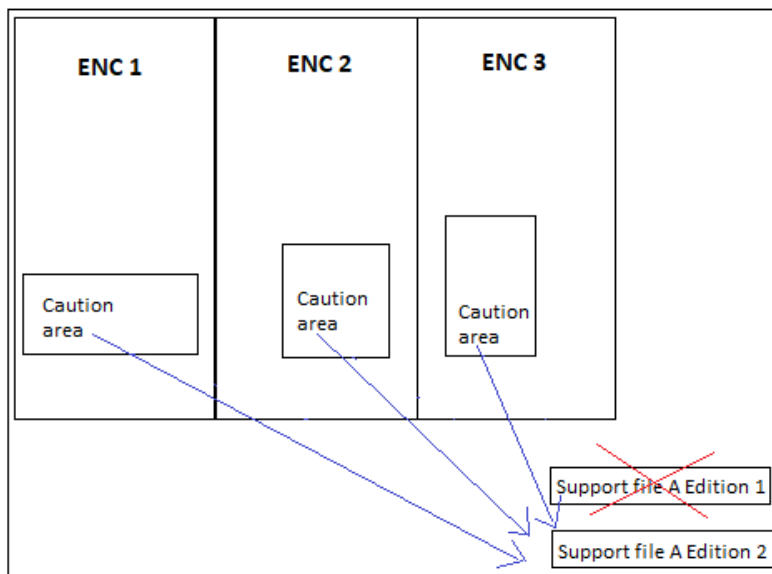 ENC 1
ENC 2
ENC 3
Caution
area
Caution
area
Caution
area
Support file A Edition 1
Support file A Edition 2